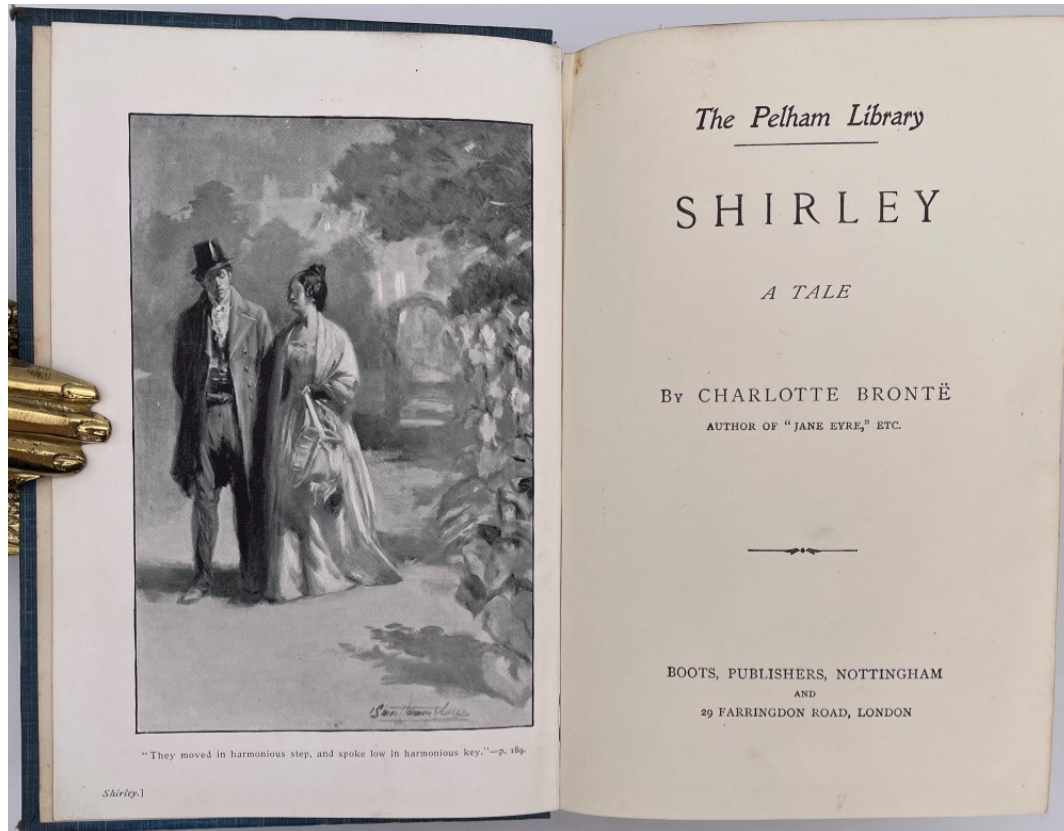 "They moved in harmonious step, and spoke low in harmonious key."—p. 189.
Shirley.]
The Pelham Library
SHIRLEY
A TALE
By CHARLOTTE BRONTË
AUTHOR OF "JANE EYRE," ETC.
BOOTS, PUBLISHERS, NOTTINGHAM
AND
29 FARRINGDON ROAD, LONDON